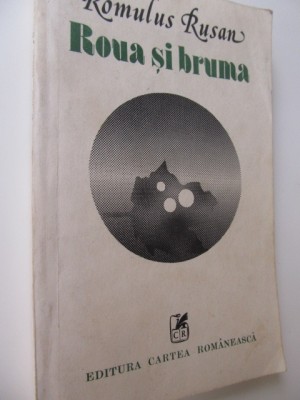 Romulus Rusan
Roua și bruma
CR
EDITURA CARTEA ROMÂNEASCĂ